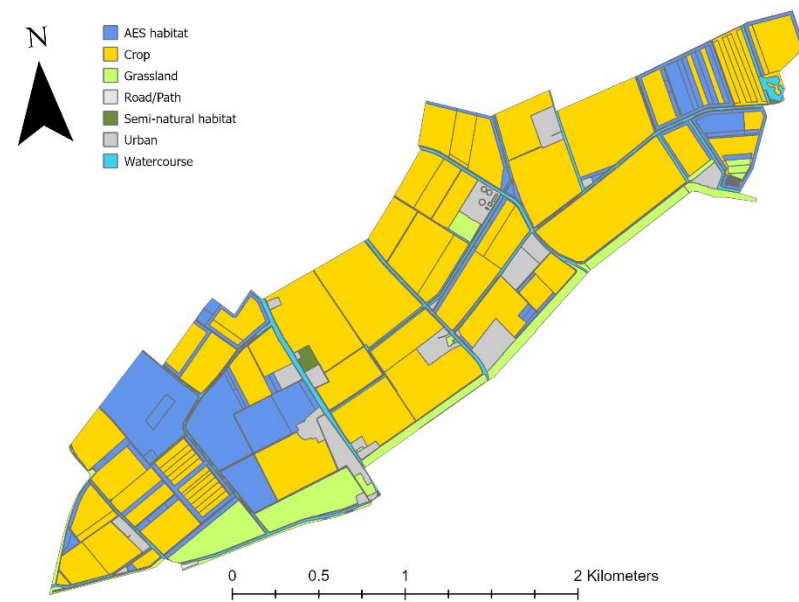 N
AES habitat
Crop
Grassland
Road/Path
Semi-natural habitat
Urban
Watercourse
0 0.5 1 2 Kilometers